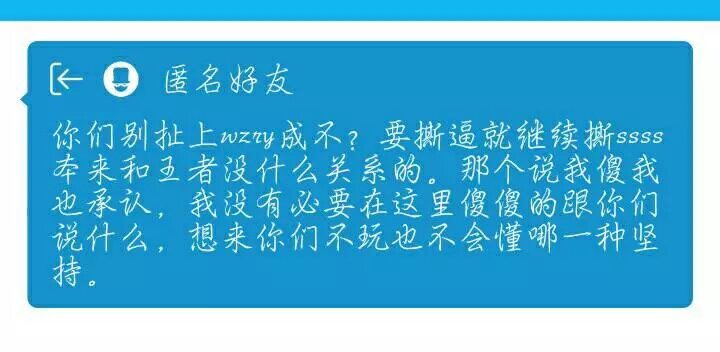 匿名好友
你们别扯上wzry成不？要撕逼就继续撕ssss
本来和王者没什么关系的。那个说我傻我
也承认，我没有必要在这里傻傻的跟你们
说什么，想来你们不玩也不会懂哪一种坚
持。